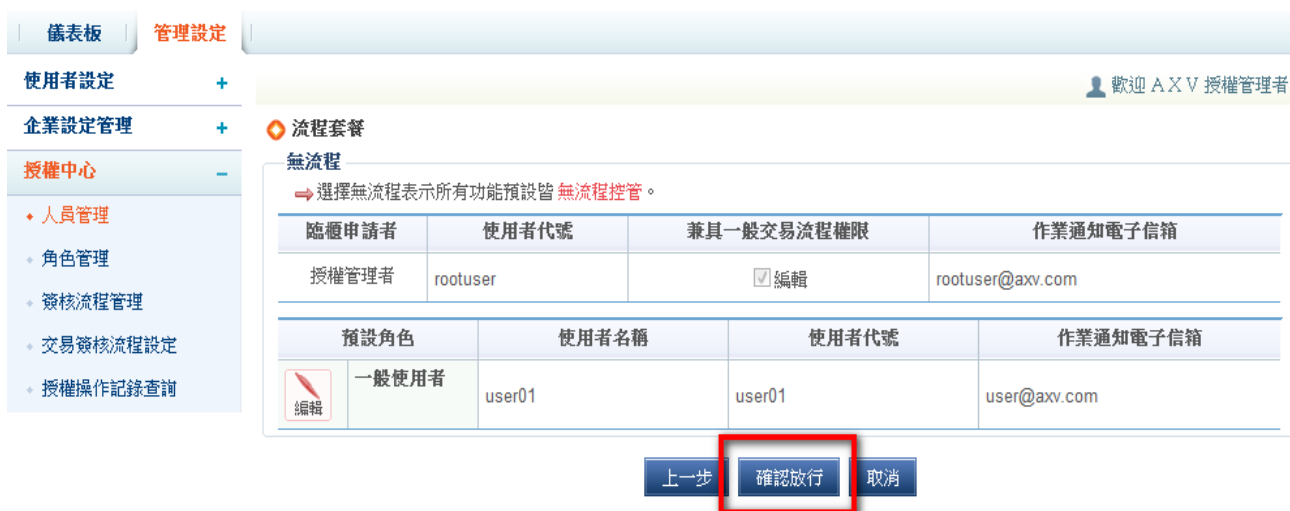 儀表板
管理設定
使用者設定 +
歡迎 A X V 授權管理者
企業設定管理 +
流程套餐
授權中心 −
無流程
選擇無流程表示所有功能預設皆 無流程控管。
人員管理
臨櫃申請者 使用者代號 兼具一般交易流程權限 作業通知電子信箱
角色管理
授權管理者 rootuser 編輯 rootuser@axv.com
簽核流程管理
預設角色 使用者名稱 使用者代號 作業通知電子信箱
交易簽核流程設定
編輯 一般使用者 user01 user01 user@axv.com
授權操作記錄查詢
上一步 確認放行 取消